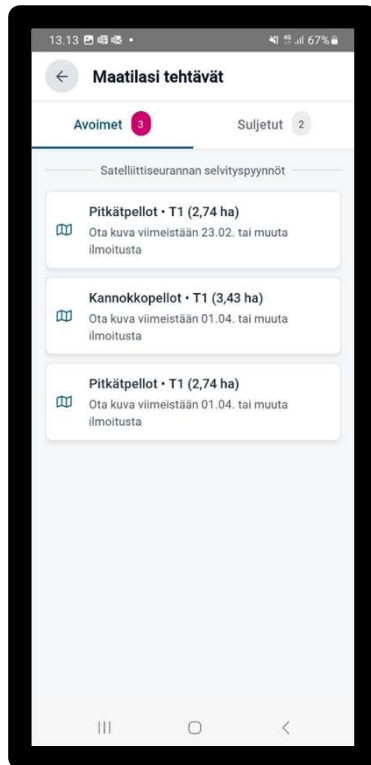 13.13
67%
Maatilasi tehtävät
Avoimet 3
Suljetut 2
Satelliittiseurannan selvityspyynnöt
Pitkätpellot • T1 (2,74 ha)
Ota kuva viimeistään 23.02. tai muuta
ilmoitusta
Kannokkopellot • T1 (3,43 ha)
Ota kuva viimeistään 01.04. tai muuta
ilmoitusta
Pitkätpellot • T1 (2,74 ha)
Ota kuva viimeistään 01.04. tai muuta
ilmoitusta